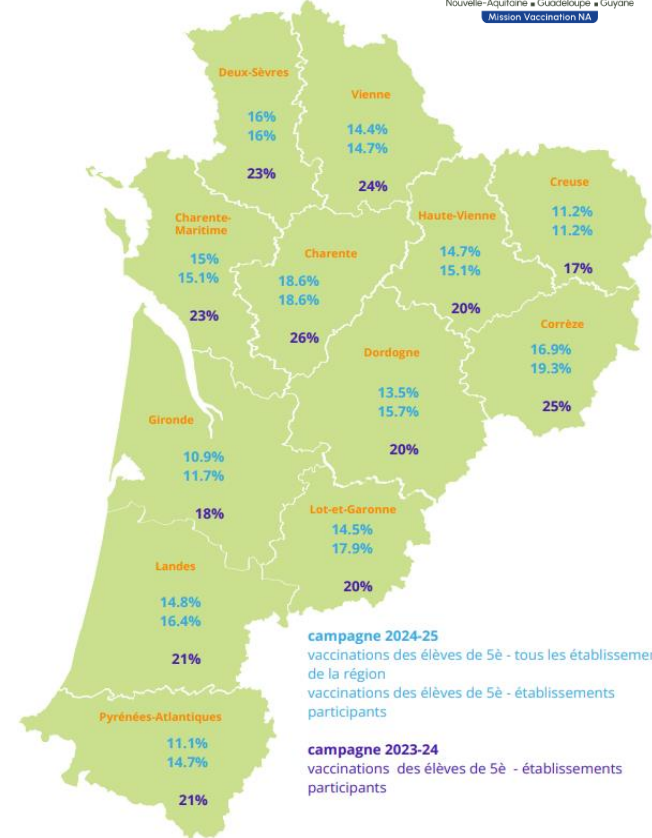 Nouvelle-Aquitaine ■ Guadeloupe ■ Guyane
Mission Vaccination NA
Deux-Sèvres
16%
16%
23%
Vienne
14.4%
14.7%
24%
Creuse
11.2%
11.2%
17%
Charente-
Maritime
15%
15.1%
23%
Charente
18.6%
18.6%
26%
Haute-Vienne
14.7%
15.1%
20%
Corrèze
16.9%
19.3%
25%
Dordogne
13.5%
15.7%
20%
Gironde
10.9%
11.7%
18%
Lot-et-Garonne
14.5%
17.9%
20%
Landes
14.8%
16.4%
21%
Pyrénées-Atlantiques
11.1%
14.7%
21%
campagne 2024-25
vaccinations des élèves de 5è - tous les établissemen
de la région
vaccinations des élèves de 5è - établissements
participants
campagne 2023-24
vaccinations des élèves de 5è - établissements
participants